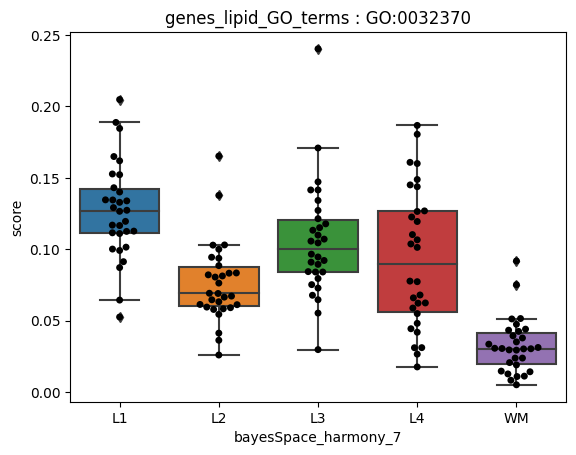 genes_lipid_GO_terms : GO:0032370
0.25
0.20
0.15
0.10
0.05
0.00
score
L1 L2 L3 L4 WM
bayesSpace_harmony_7